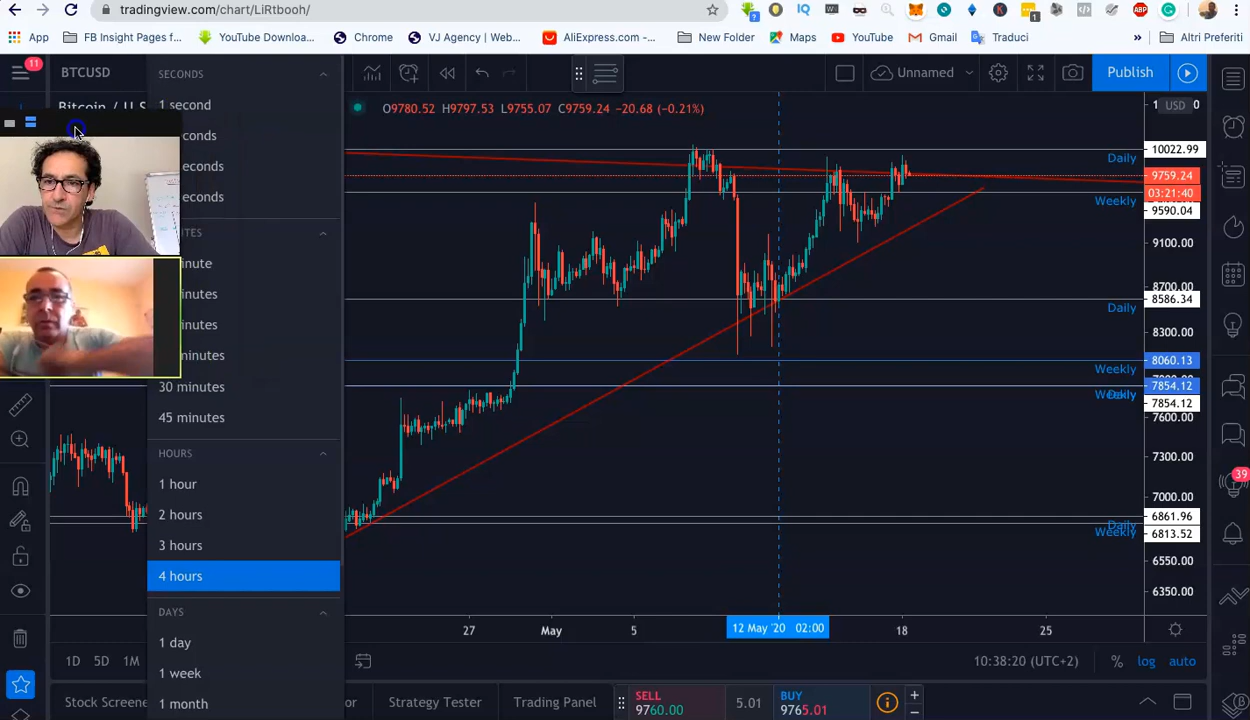 tradingview.com/chart/LiRtbooh/
App
FB Insight Pages f...
YouTube Downloa...
Chrome
VJ Agency | Web...
AliExpress.com -...
New Folder
Maps
YouTube
Gmail
Traduci
»
Altri Preferiti
11
BTCUSD
Unnamed
Publish
Bitcoin / U.S
O9780.52 H9797.53 L9755.07 C9759.24 −20.68 (−0.21%)
SECONDS
1 second
conds
econds
econds
UTES
inute
inutes
inutes
inutes
30 minutes
45 minutes
HOURS
1 hour
2 hours
3 hours
4 hours
DAYS
1 day
1 week
1 month
USD
10022.99
Daily
9759.24
03:21:40
Weekly
9590.04
9100.00
8700.00
8586.34
Daily
8300.00
8060.13
Weekly
7854.12
7854.12
7600.00
7300.00
7000.00
6861.96
Weekly
6813.52
6550.00
6350.00
39
27
May
5
12 May '20 02:00
18
25
1D 5D 1M
10:38:20 (UTC+2)
%
log
auto
Stock Screene
or
Strategy Tester
Trading Panel
SELL
9760.00
5.01
BUY
9765.01